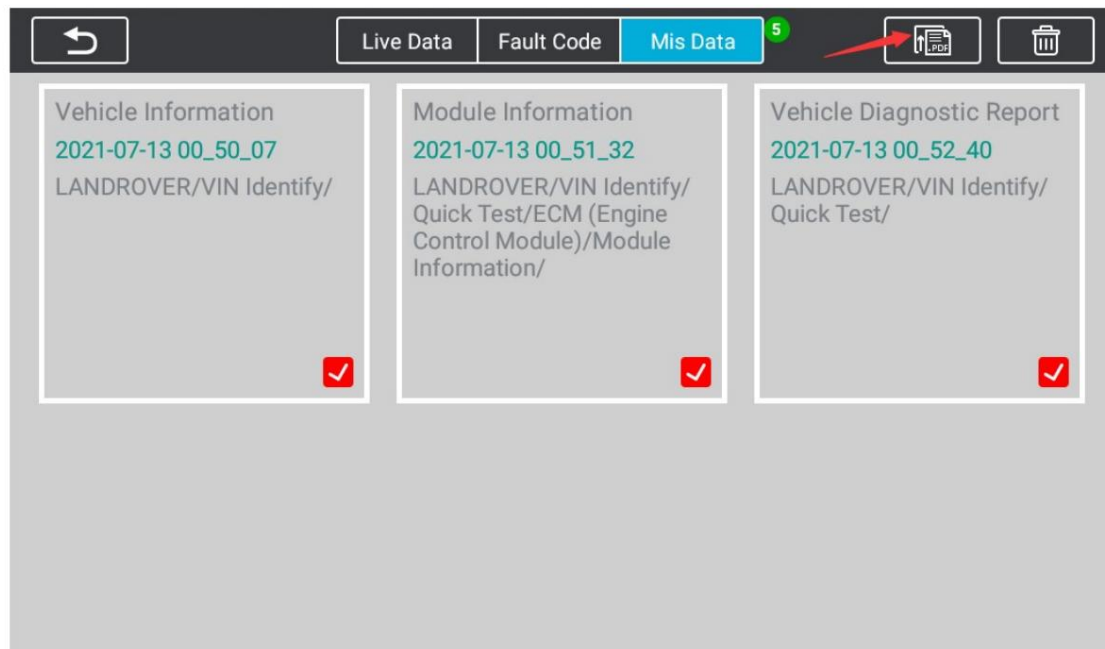 Live Data
Fault Code
Mis Data
5
.PDF
Vehicle Information
2021-07-13 00_50_07
LANDROVER/VIN Identify/
Module Information
2021-07-13 00_51_32
LANDROVER/VIN Identify/
Quick Test/ECM (Engine
Control Module)/Module
Information/
Vehicle Diagnostic Report
2021-07-13 00_52_40
LANDROVER/VIN Identify/
Quick Test/